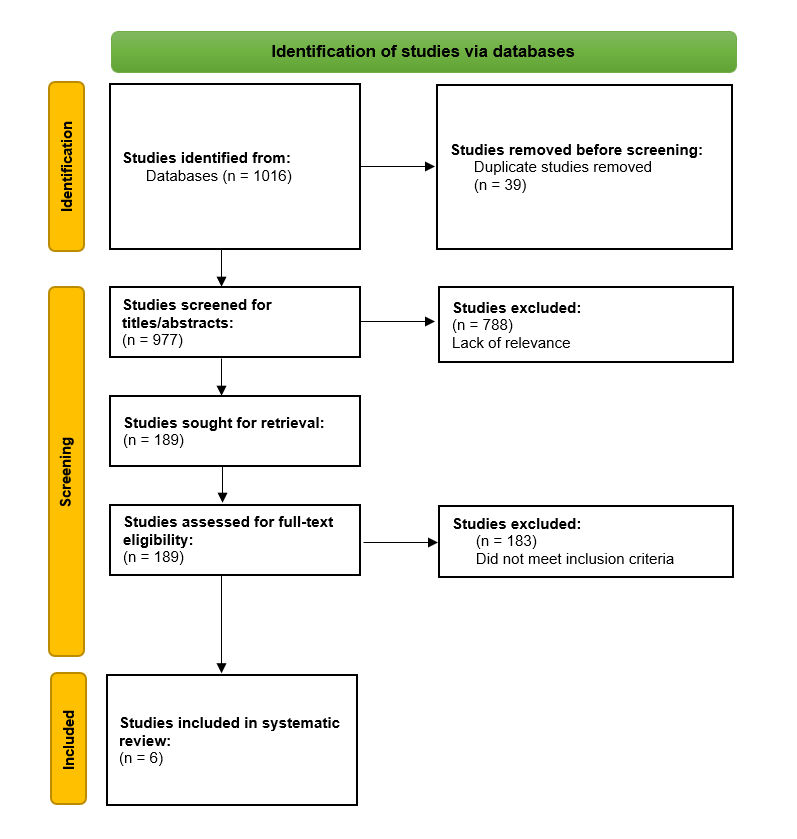 Identification of studies via databases
Identification
Studies identified from:
Databases (n = 1016)
Studies removed before screening:
Duplicate studies removed
(n = 39)
Screening
Studies screened for
titles/abstracts:
(n = 977)
Studies excluded:
(n = 788)
Lack of relevance
Studies sought for retrieval:
(n = 189)
Studies assessed for full-text
eligibility:
(n = 189)
Studies excluded:
(n = 183)
Did not meet inclusion criteria
Included
Studies included in systematic
review:
(n = 6)